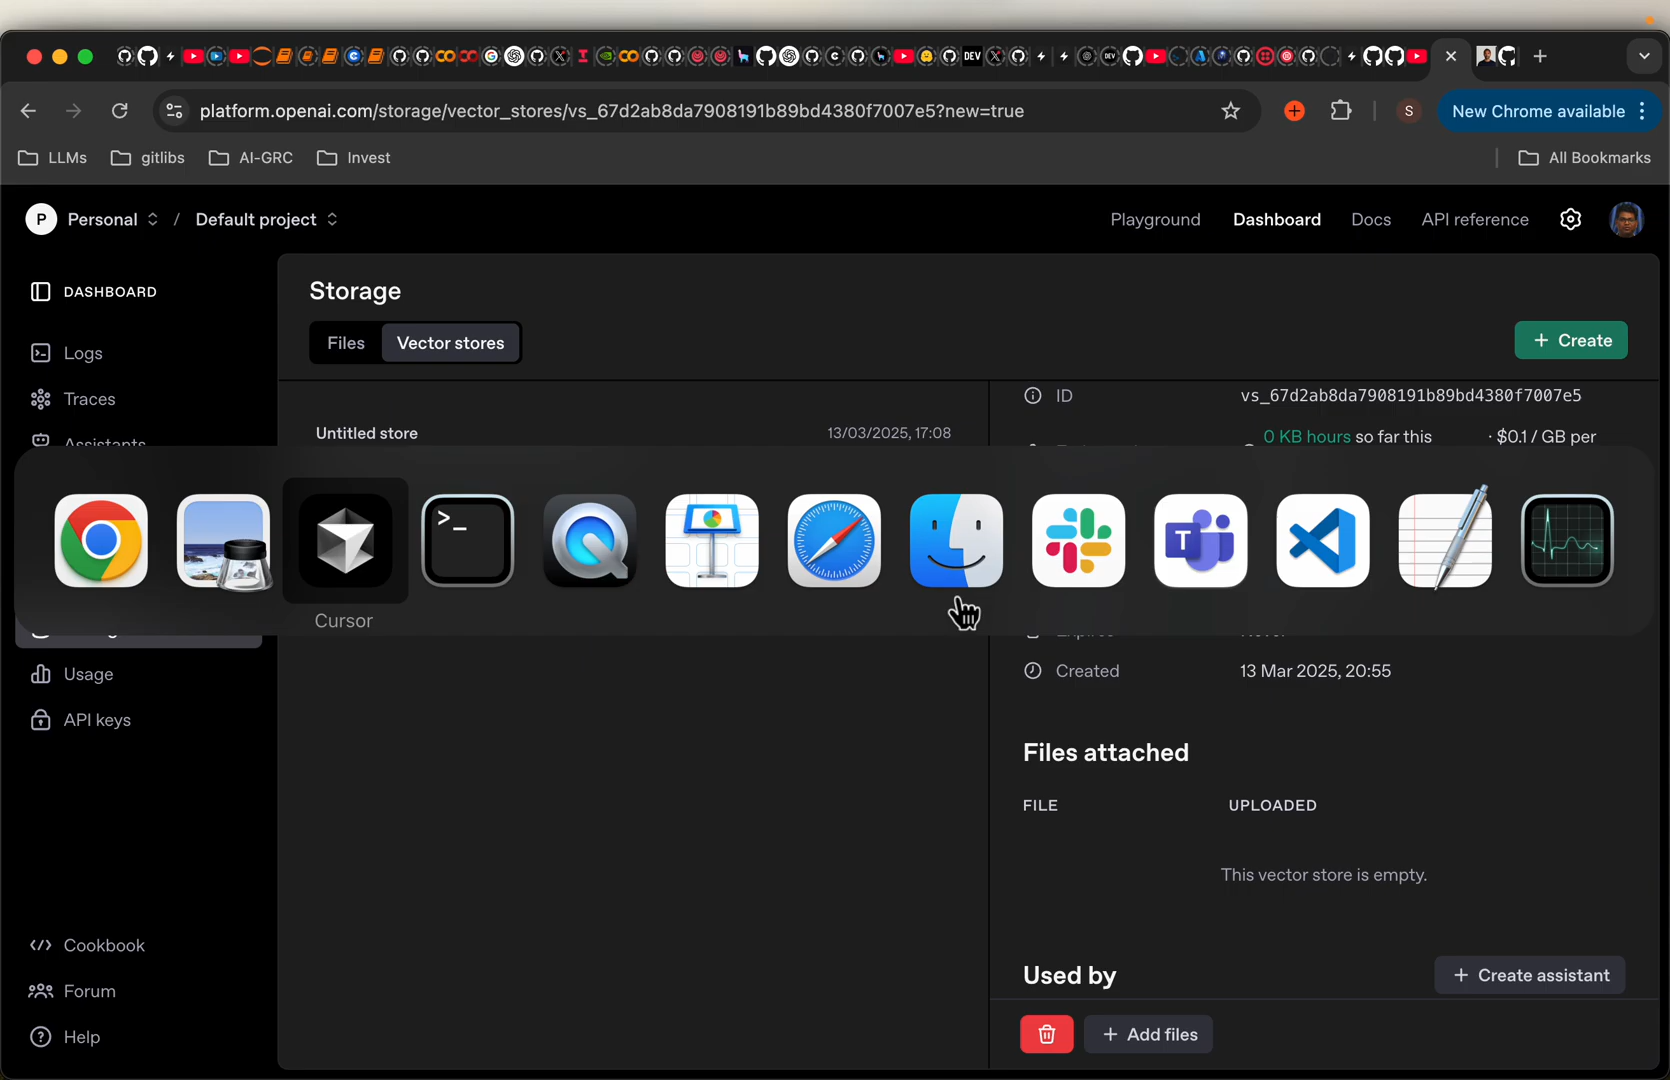 DEV
DEV
platform.openai.com/storage/vector_stores/vs_67d2ab8da7908191b89bd4380f7007e5?new=true
S
New Chrome available
LLMs
gitlibs
AI-GRC
Invest
All Bookmarks
P
Personal
/
Default project
Playground
Dashboard
Docs
API reference
DASHBOARD
Storage
Files
Vector stores
+ Create
Logs
Traces
Assistants
Untitled store
13/03/2025, 17:08
ID
vs_67d2ab8da7908191b89bd4380f7007e5
0 KB hours so far this
· $0.1 / GB per
Cursor
Created
13 Mar 2025, 20:55
Usage
API keys
Files attached
FILE
UPLOADED
This vector store is empty.
Used by
+ Create assistant
+ Add files
Cookbook
Forum
Help